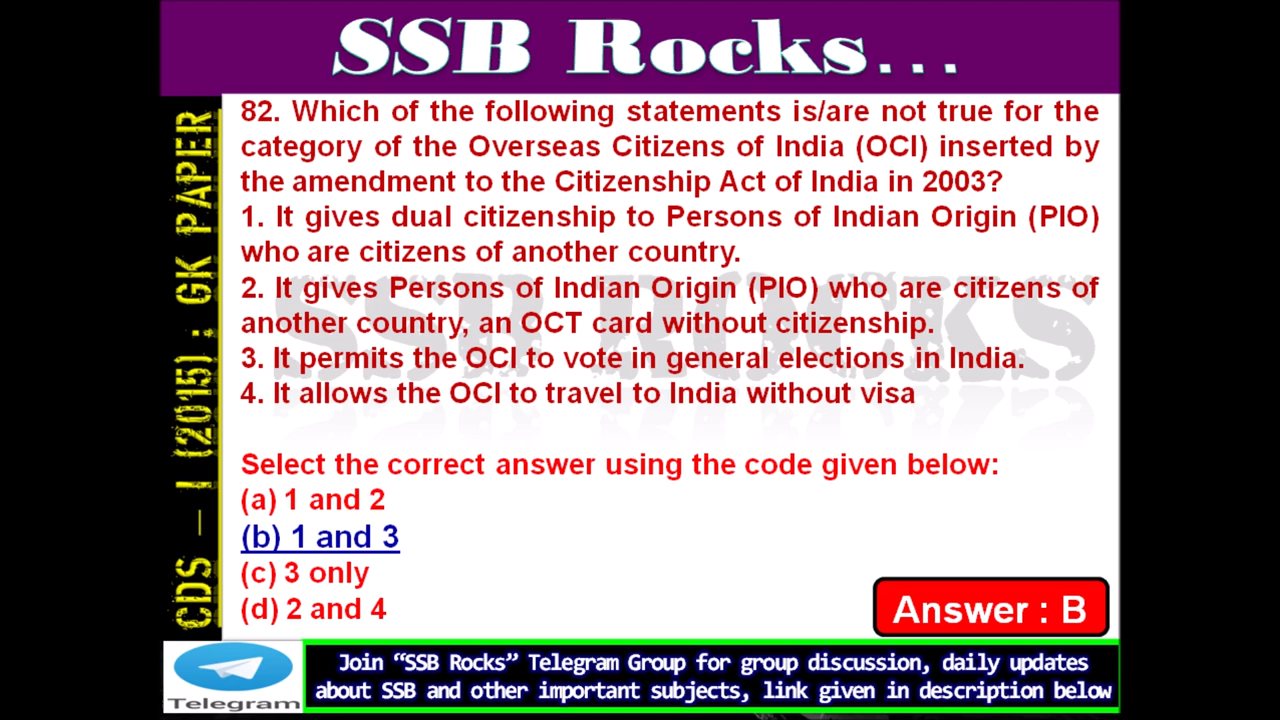 SSB Rocks...
CDS – I (2015) : GK PAPER
SSB ROCKS
82. Which of the following statements is/are not true for the
category of the Overseas Citizens of India (OCI) inserted by
the amendment to the Citizenship Act of India in 2003?
1. It gives dual citizenship to Persons of Indian Origin (PIO)
who are citizens of another country.
2. It gives Persons of Indian Origin (PIO) who are citizens of
another country, an OCT card without citizenship.
3. It permits the OCI to vote in general elections in India.
4. It allows the OCI to travel to India without visa
Select the correct answer using the code given below:
(a) 1 and 2
(b) 1 and 3
(c) 3 only
(d) 2 and 4
Answer : B
Telegram
Join “SSB Rocks” Telegram Group for group discussion, daily updates
about SSB and other important subjects, link given in description below